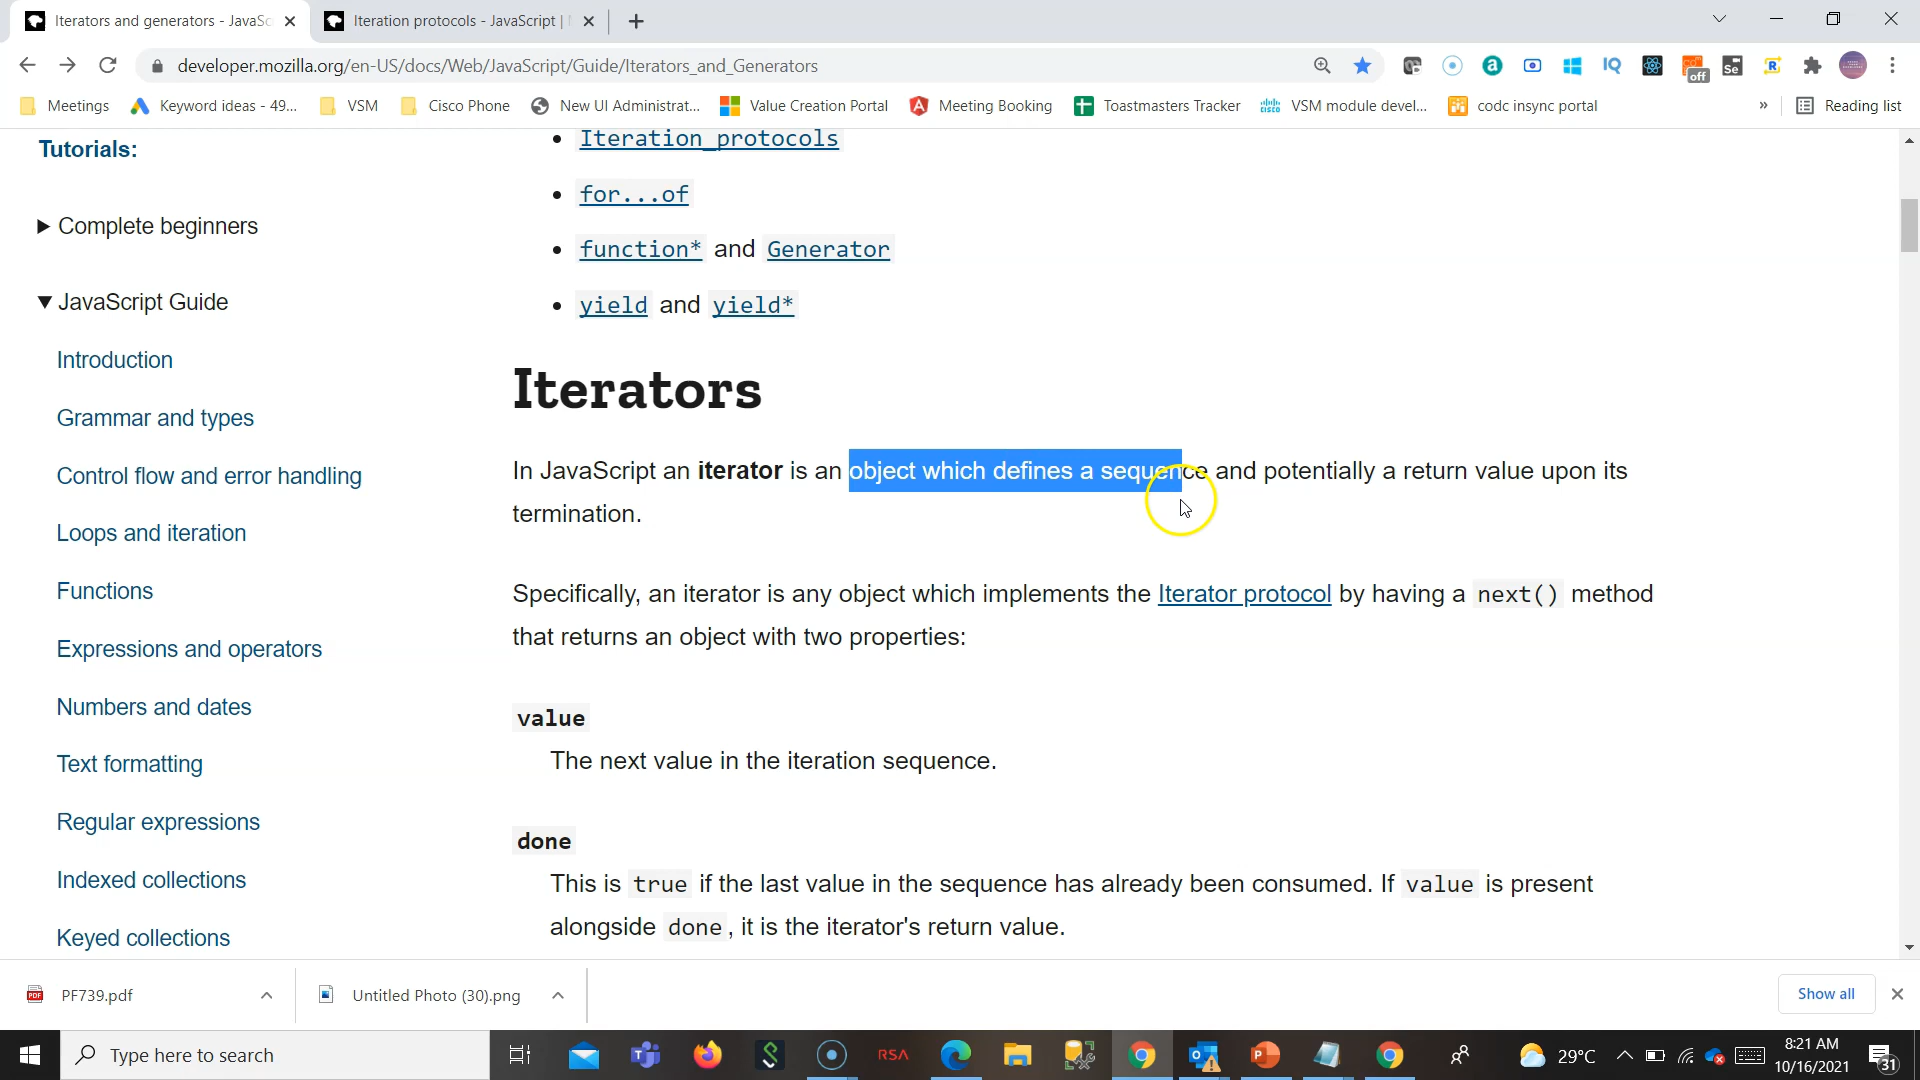 Iterators and generators - JavaSc
Iteration protocols - JavaScript |
developer.mozilla.org/en-US/docs/Web/JavaScript/Guide/Iterators_and_Generators
off
Se
IQ
Meetings
Keyword ideas - 49...
VSM
Cisco Phone
New UI Administrat...
Value Creation Portal
Meeting Booking
Toastmasters Tracker
VSM module devel...
codc insync portal
»
Reading list
Tutorials:
Complete beginners
JavaScript Guide
Introduction
Grammar and types
Control flow and error handling
Loops and iteration
Functions
Expressions and operators
Numbers and dates
Text formatting
Regular expressions
Indexed collections
Keyed collections
Iteration_protocols
for...of
function* and Generator
yield and yield*
Iterators
In JavaScript an iterator is an object which defines a sequence and potentially a return value upon its
termination.
Specifically, an iterator is any object which implements the Iterator protocol by having a next() method
that returns an object with two properties:
value
The next value in the iteration sequence.
done
This is true if the last value in the sequence has already been consumed. If value is present
alongside done, it is the iterator's return value.
PF739.pdf
Untitled Photo (30).png
Show all
Type here to search
RSA
29°C
8:21 AM
10/16/2021
31